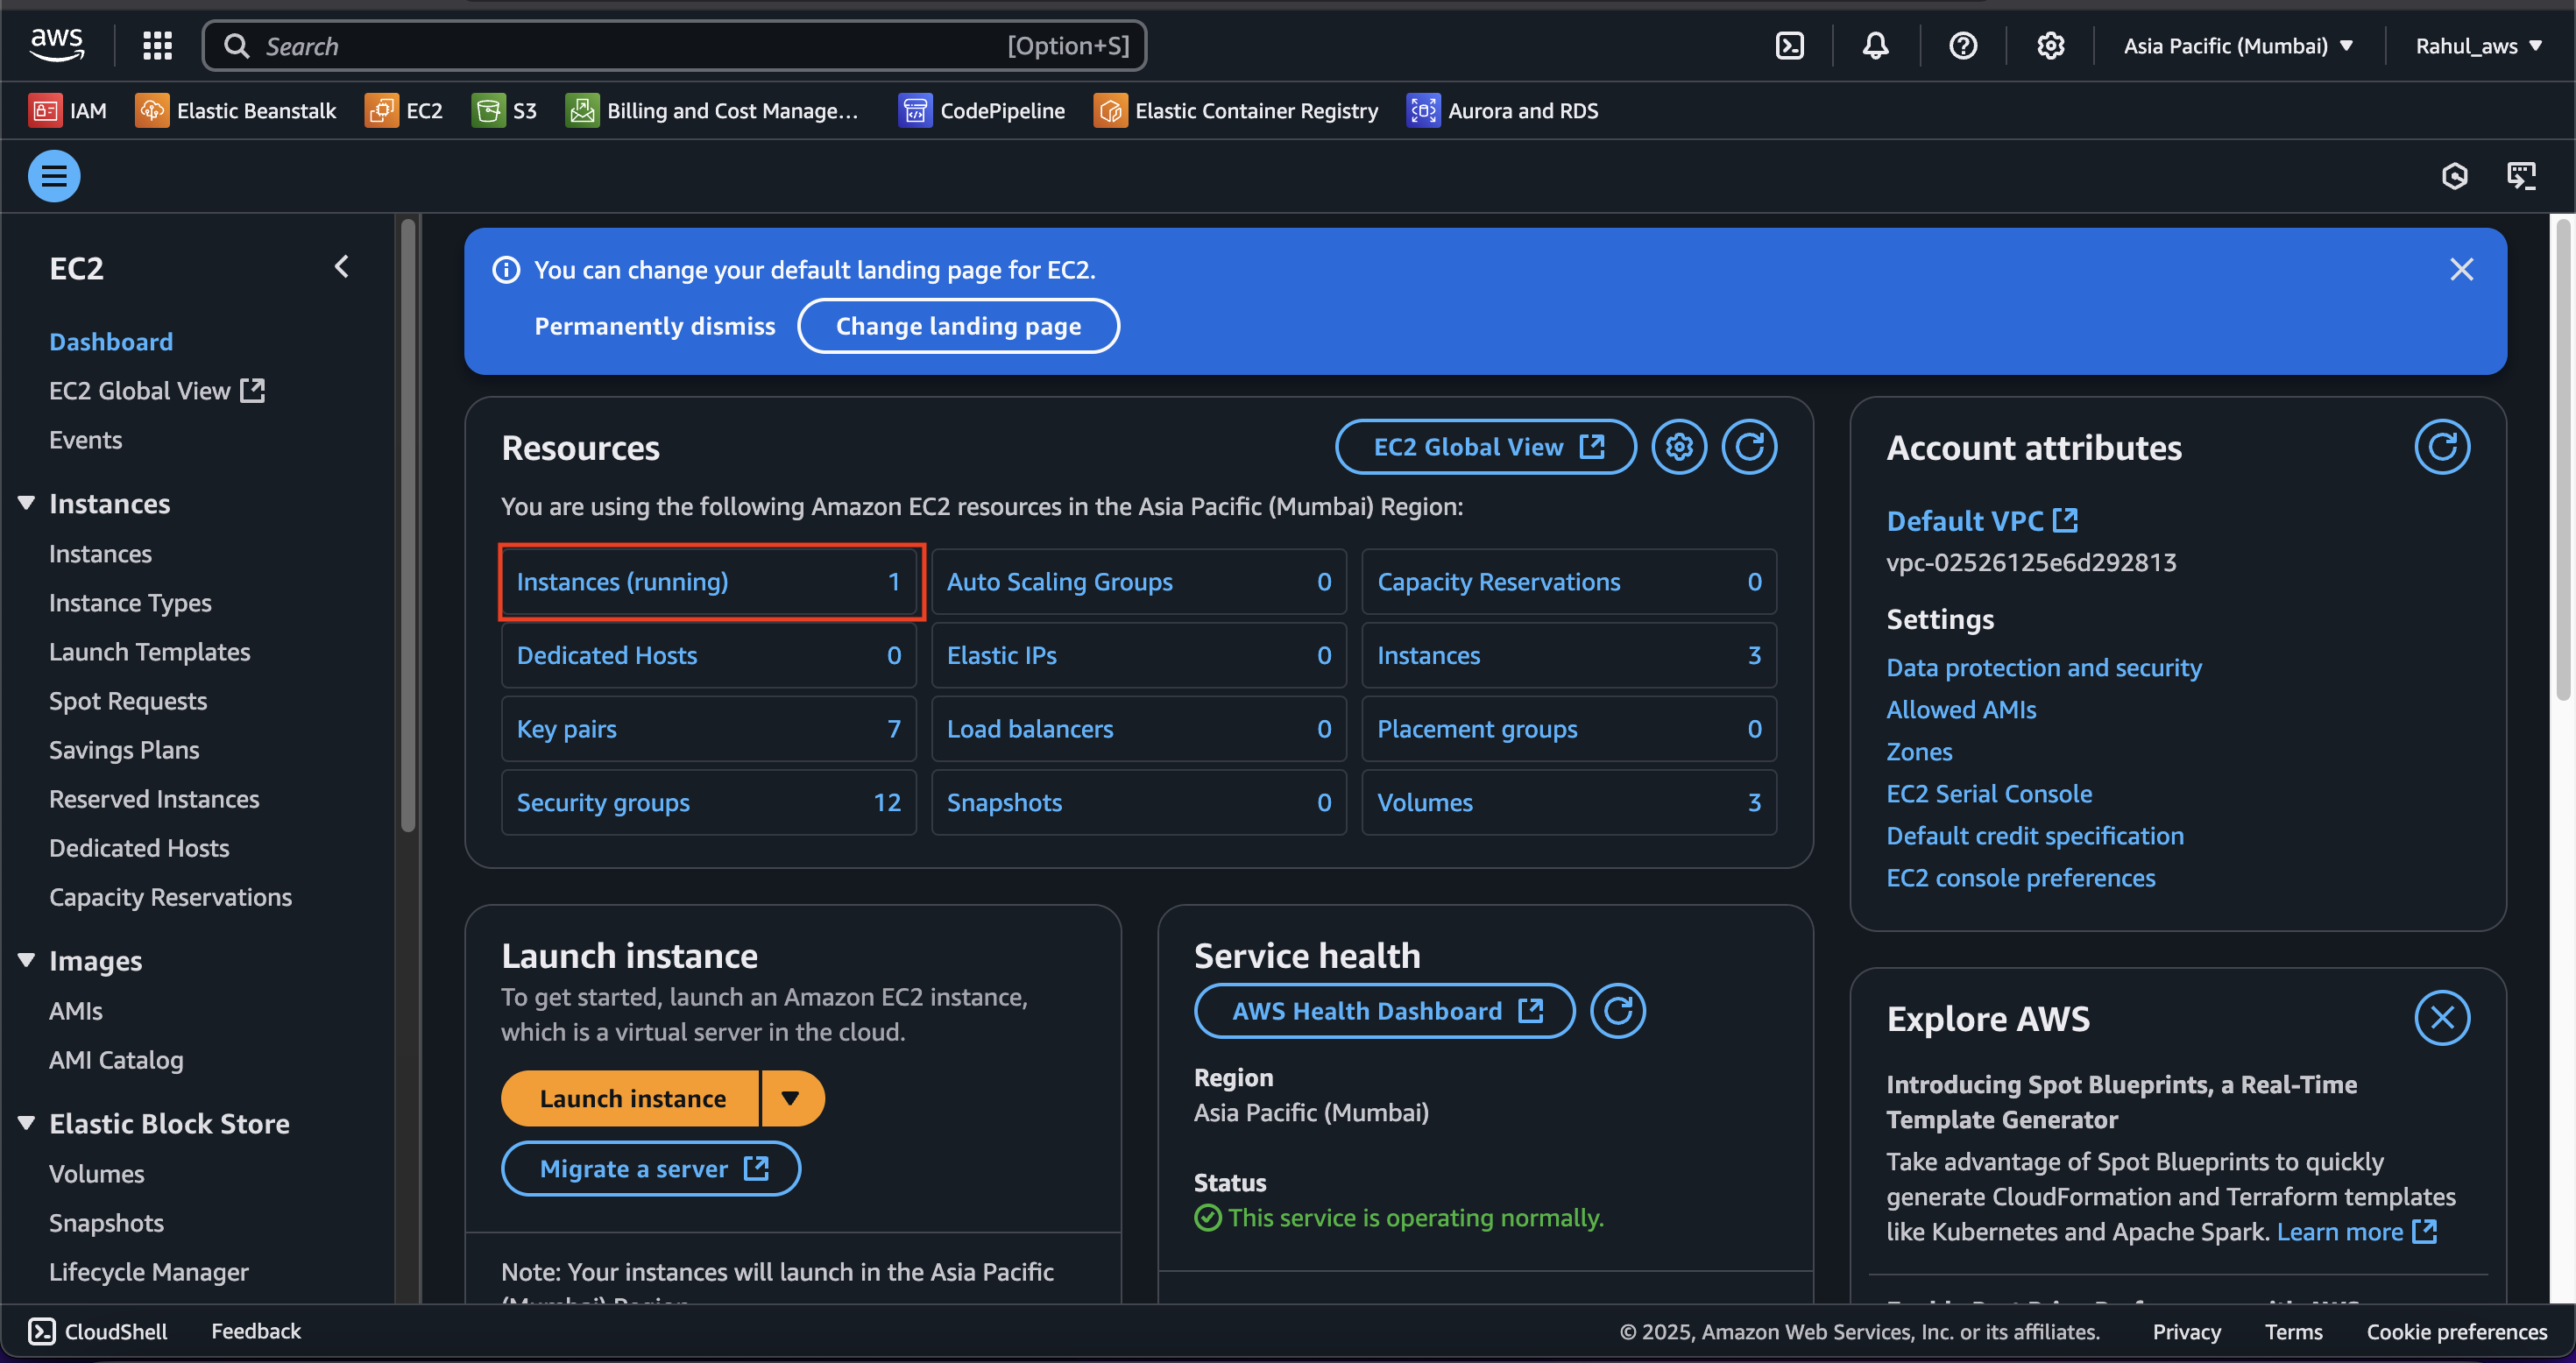 aws
Search [Option+S]
Asia Pacific (Mumbai)
Rahul_aws
IAM
Elastic Beanstalk
EC2
S3
Billing and Cost Manage...
CodePipeline
Elastic Container Registry
Aurora and RDS
EC2
Dashboard
EC2 Global View
Events
Instances
Instances
Instance Types
Launch Templates
Spot Requests
Savings Plans
Reserved Instances
Dedicated Hosts
Capacity Reservations
Images
AMIs
AMI Catalog
Elastic Block Store
Volumes
Snapshots
Lifecycle Manager
You can change your default landing page for EC2.
Permanently dismiss
Change landing page
Resources
EC2 Global View
You are using the following Amazon EC2 resources in the Asia Pacific (Mumbai) Region:
Instances (running) 1
Auto Scaling Groups 0
Capacity Reservations 0
Dedicated Hosts 0
Elastic IPs 0
Instances 3
Key pairs 7
Load balancers 0
Placement groups 0
Security groups 12
Snapshots 0
Volumes 3
Launch instance
To get started, launch an Amazon EC2 instance,
which is a virtual server in the cloud.
Launch instance
Migrate a server
Note: Your instances will launch in the Asia Pacific
(Mumbai) Region
Service health
AWS Health Dashboard
Region
Asia Pacific (Mumbai)
Status
This service is operating normally.
Account attributes
Default VPC
vpc-02526125e6d292813
Settings
Data protection and security
Allowed AMIs
Zones
EC2 Serial Console
Default credit specification
EC2 console preferences
Explore AWS
Introducing Spot Blueprints, a Real-Time
Template Generator
Take advantage of Spot Blueprints to quickly
generate CloudFormation and Terraform templates
like Kubernetes and Apache Spark. Learn more
CloudShell
Feedback
© 2025, Amazon Web Services, Inc. or its affiliates.
Privacy
Terms
Cookie preferences